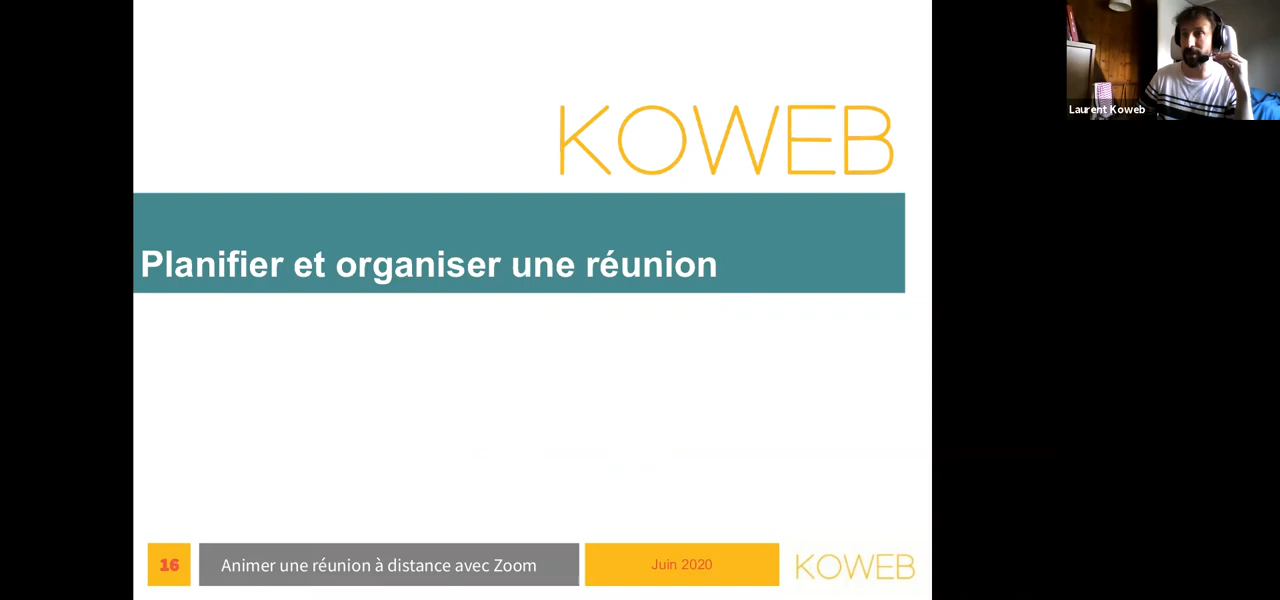 KOWEB
Laurent Koweb
Planifier et organiser une réunion
16
Animer une réunion à distance avec Zoom
Juin 2020
KOWEB